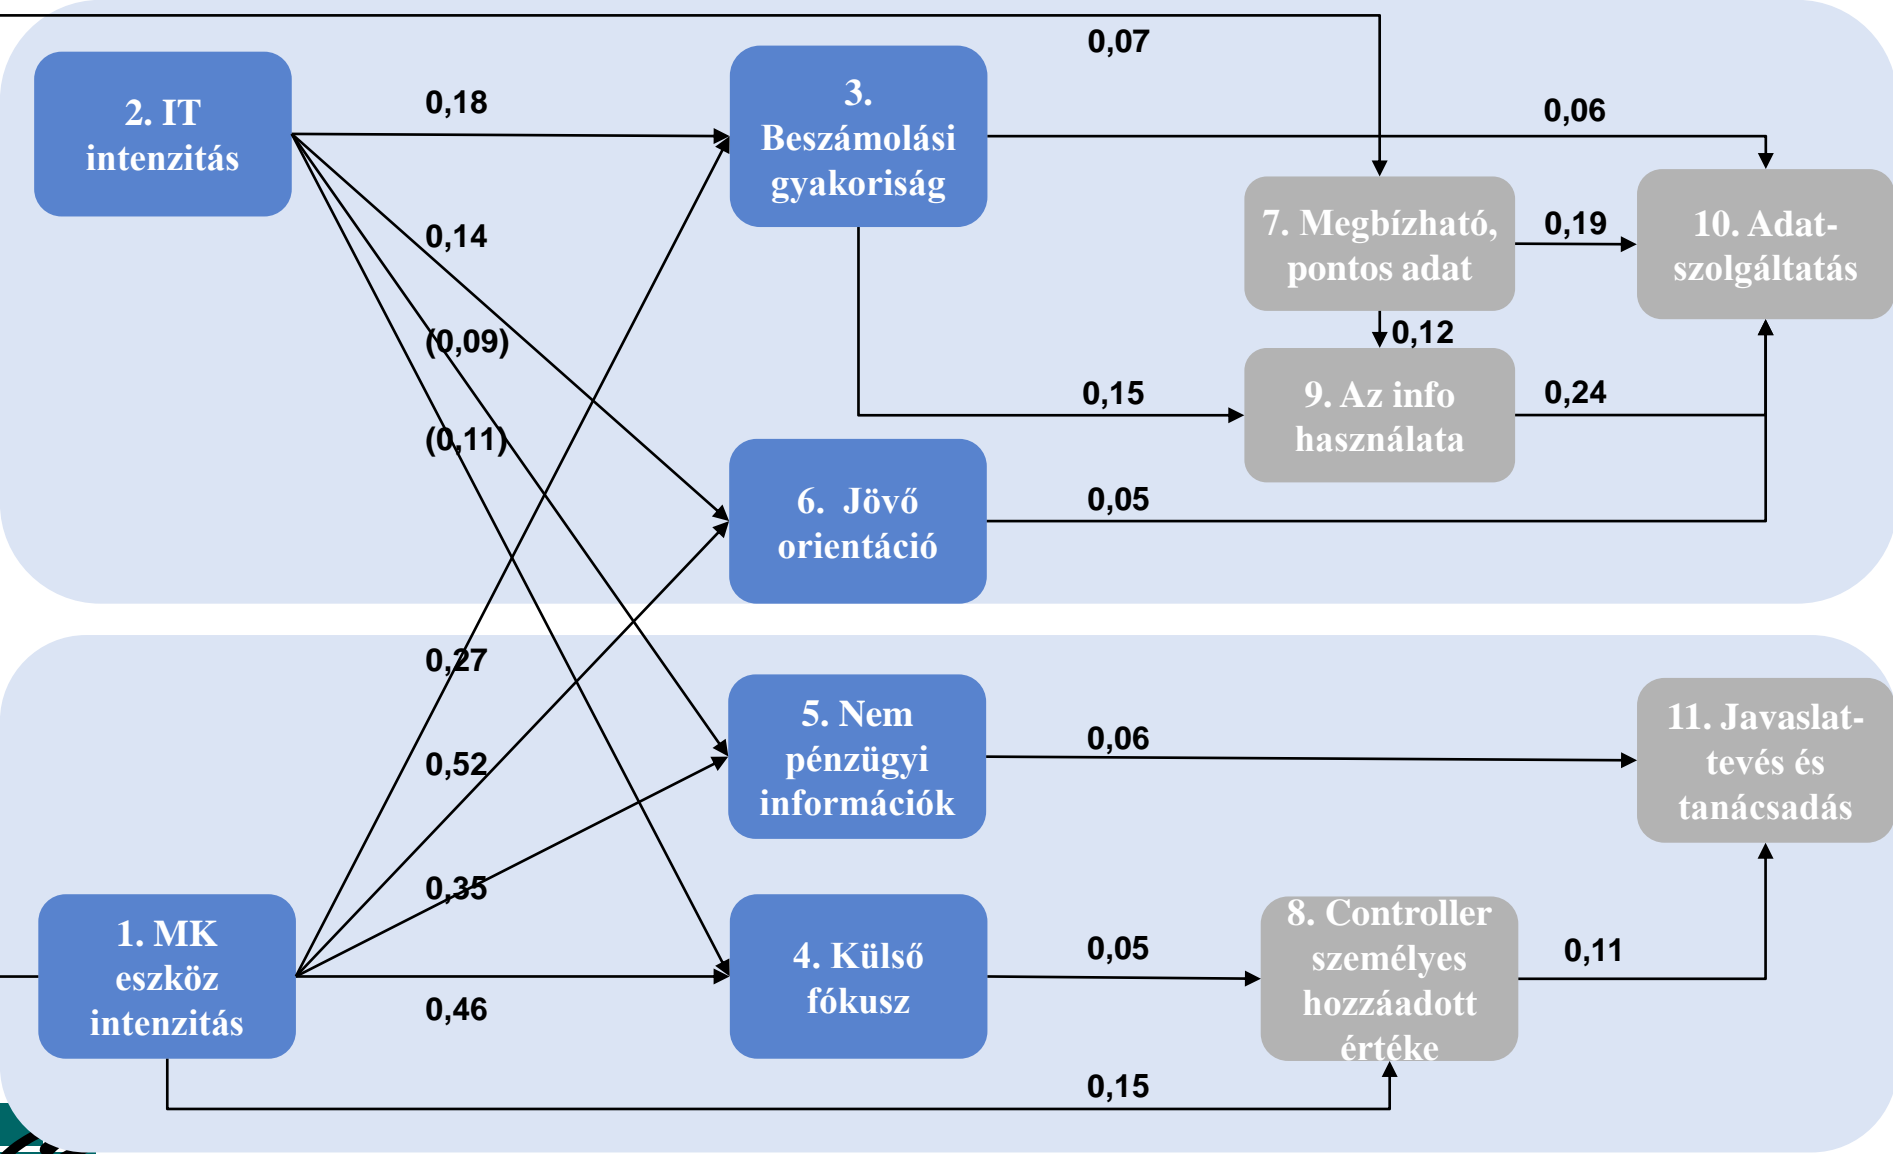 0,07
2. IT
intenzitás
0,18
3.
Beszámolási
gyakoriság
0,06
0,14
7. Megbízható,
pontos adat
0,19
10. Adat-
szolgáltatás
(0,09)
0,12
(0,11)
0,15
9. Az info
használata
0,24
6. Jövő
orientáció
0,05
0,27
0,52
5. Nem
pénzügyi
információk
0,06
11. Javaslat-
tevés és
tanácsadás
0,35
1. MK
eszköz
intenzitás
0,46
4. Külső
fókusz
0,05
8. Controller
személyes
hozzáadott
értéke
0,11
0,15